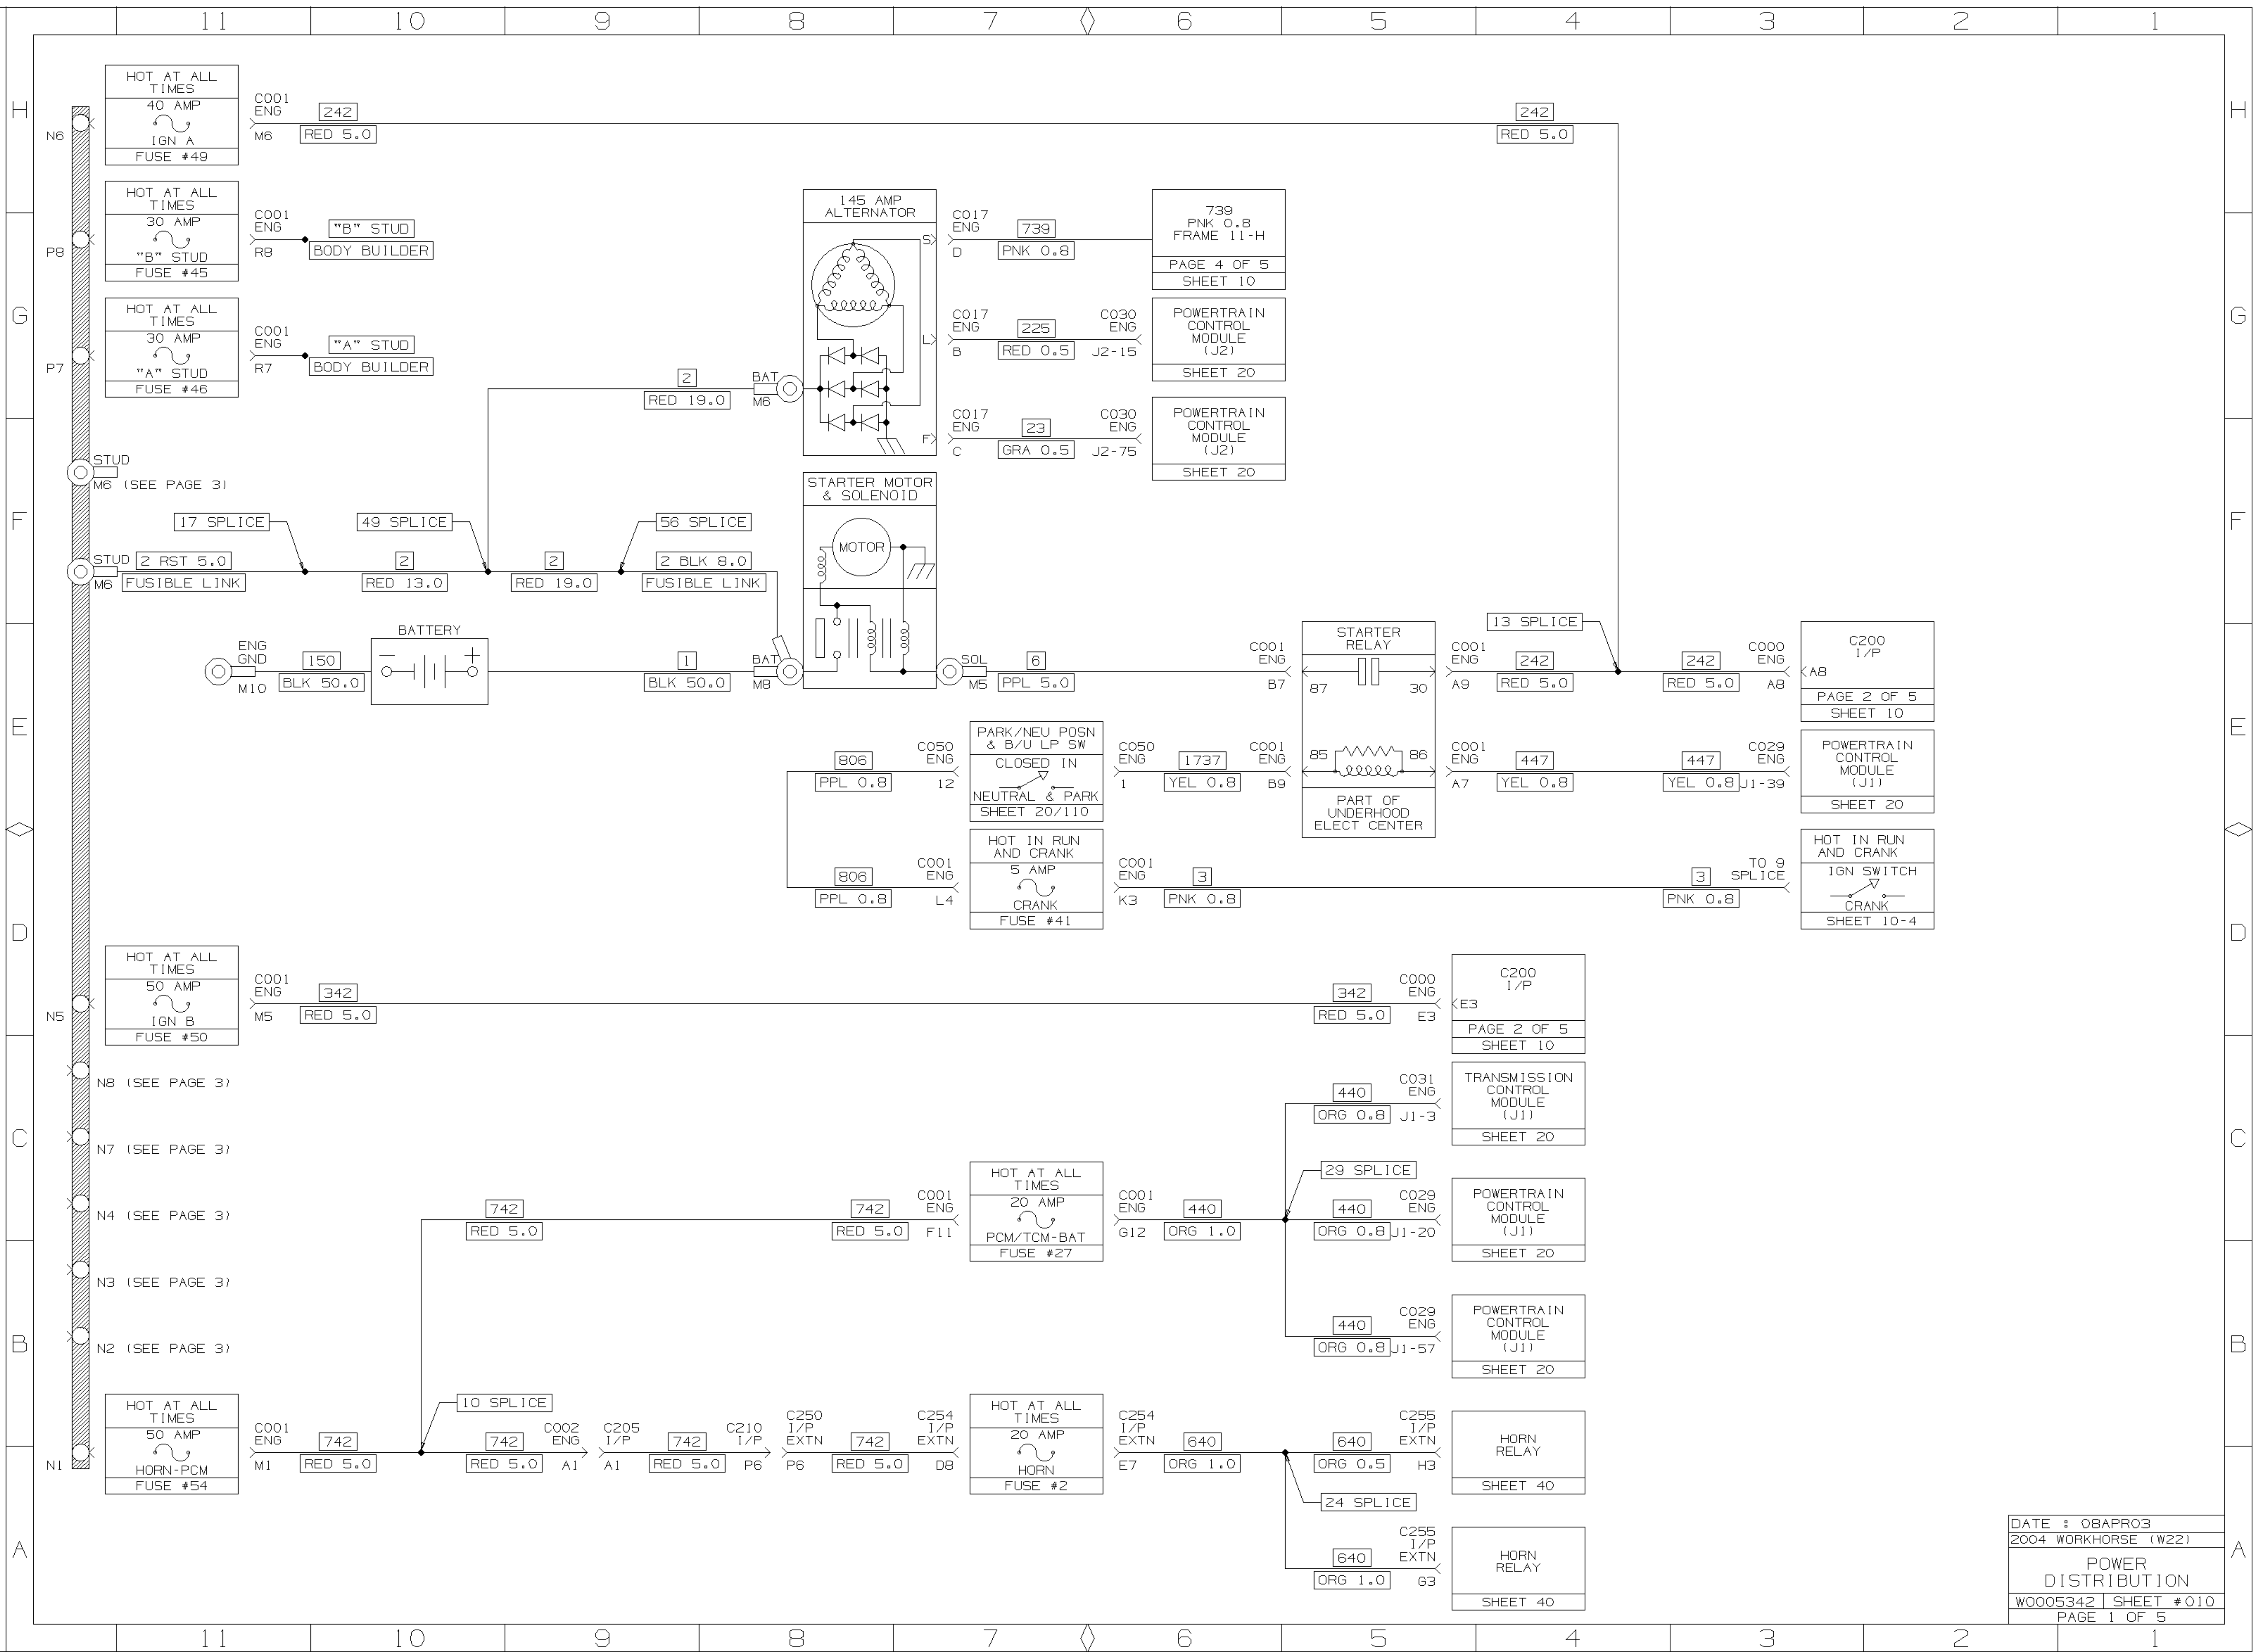 11 10 9 8 7 6 5 4 3 2 1
H
H
HOT AT ALL
TIMES
40 AMP
IGN A
FUSE #49
N6
C001
ENG
M6
242
RED 5.0
242
RED 5.0
HOT AT ALL
TIMES
30 AMP
"B" STUD
FUSE #45
P8
C001
ENG
R8
"B" STUD
BODY BUILDER
145 AMP
ALTERNATOR
S
L
F
C017
ENG
D
739
PNK 0.8
739
PNK 0.8
FRAME 11-H
PAGE 4 OF 5
SHEET 10
G
G
HOT AT ALL
TIMES
30 AMP
"A" STUD
FUSE #46
P7
C001
ENG
R7
"A" STUD
BODY BUILDER
C017
ENG
B
225
RED 0.5
C030
ENG
J2-15
POWERTRAIN
CONTROL
MODULE
(J2)
SHEET 20
2
RED 19.0
BAT
M6
C017
ENG
C
23
GRA 0.5
C030
ENG
J2-75
POWERTRAIN
CONTROL
MODULE
(J2)
SHEET 20
STUD
M6 (SEE PAGE 3)
STARTER MOTOR
& SOLENOID
MOTOR
F
F
17 SPLICE
49 SPLICE
56 SPLICE
STUD
M6
2 RST 5.0
FUSIBLE LINK
2
RED 13.0
2
RED 19.0
2 BLK 8.0
FUSIBLE LINK
ENG
GND
M10
150
BLK 50.0
BATTERY
− +
1
BLK 50.0
BAT
M8
SOL
M5
6
PPL 5.0
C001
ENG
B7
STARTER
RELAY
87 30
85 86
PART OF
UNDERHOOD
ELECT CENTER
C001
ENG
A9
242
RED 5.0
13 SPLICE
242
RED 5.0
C000
ENG
A8
C200
I/P
A8
PAGE 2 OF 5
SHEET 10
E
E
806
PPL 0.8
C050
ENG
12
PARK/NEU POSN
& B/U LP SW
CLOSED IN
NEUTRAL & PARK
SHEET 20/110
C050
ENG
1
1737
YEL 0.8
C001
ENG
B9
C001
ENG
A7
447
YEL 0.8
447
YEL 0.8
C029
ENG
J1-39
POWERTRAIN
CONTROL
MODULE
(J1)
SHEET 20
806
PPL 0.8
C001
ENG
L4
HOT IN RUN
AND CRANK
5 AMP
CRANK
FUSE #41
C001
ENG
K3
3
PNK 0.8
3
PNK 0.8
TO 9
SPLICE
HOT IN RUN
AND CRANK
IGN SWITCH
CRANK
SHEET 10-4
D
D
HOT AT ALL
TIMES
50 AMP
IGN B
FUSE #50
N5
C001
ENG
M5
342
RED 5.0
342
RED 5.0
C000
ENG
E3
C200
I/P
E3
PAGE 2 OF 5
SHEET 10
N8 (SEE PAGE 3)
440
ORG 0.8
C031
ENG
J1-3
TRANSMISSION
CONTROL
MODULE
(J1)
SHEET 20
C
C
N7 (SEE PAGE 3)
N4 (SEE PAGE 3)
742
RED 5.0
742
RED 5.0
C001
ENG
F11
HOT AT ALL
TIMES
20 AMP
PCM/TCM-BAT
FUSE #27
C001
ENG
G12
440
ORG 1.0
29 SPLICE
440
ORG 0.8
C029
ENG
J1-20
POWERTRAIN
CONTROL
MODULE
(J1)
SHEET 20
N3 (SEE PAGE 3)
B
B
N2 (SEE PAGE 3)
440
ORG 0.8
C029
ENG
J1-57
POWERTRAIN
CONTROL
MODULE
(J1)
SHEET 20
HOT AT ALL
TIMES
50 AMP
HORN-PCM
FUSE #54
N1
C001
ENG
M1
742
RED 5.0
10 SPLICE
742
RED 5.0
C002
ENG
A1
C205
I/P
A1
742
RED 5.0
C210
I/P
P6
C250
I/P
EXTN
P6
742
RED 5.0
C254
I/P
EXTN
D8
HOT AT ALL
TIMES
20 AMP
HORN
FUSE #2
C254
I/P
EXTN
E7
640
ORG 1.0
640
ORG 0.5
C255
I/P
EXTN
H3
HORN
RELAY
SHEET 40
24 SPLICE
A
A
640
ORG 1.0
C255
I/P
EXTN
G3
HORN
RELAY
SHEET 40
DATE : 08APR03
2004 WORKHORSE (W22)
POWER
DISTRIBUTION
W0005342 SHEET #010
PAGE 1 OF 5
11 10 9 8 7 6 5 4 3 2 1